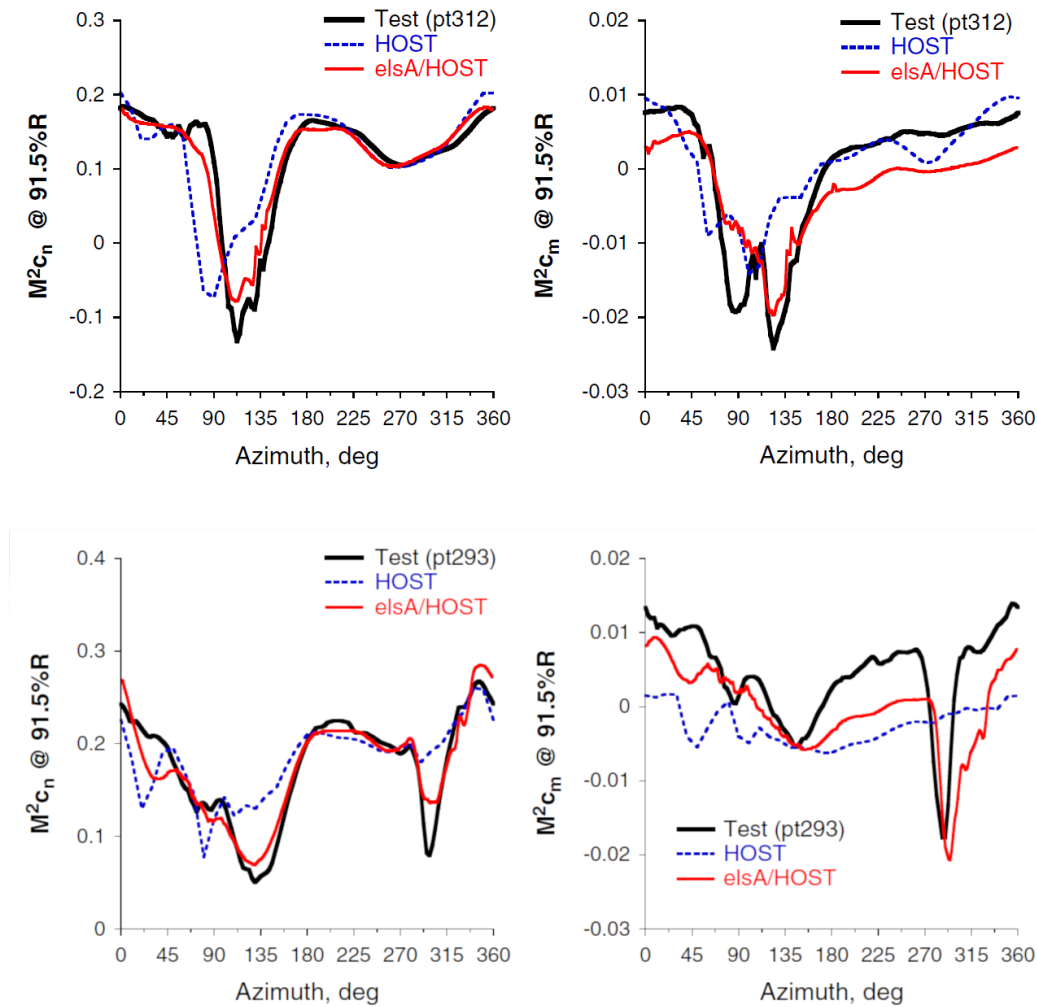 0.3
0.2
0.1
0
-0.1
-0.2
M²cₙ @ 91.5%R
Test (pt312)
HOST
elsA/HOST
0 45 90 135 180 225 270 315 360
Azimuth, deg
0.02
0.01
0
-0.01
-0.02
-0.03
M²cₘ @ 91.5%R
Test (pt312)
HOST
elsA/HOST
0 45 90 135 180 225 270 315 360
Azimuth, deg
0.4
0.3
0.2
0.1
0
M²cₙ @ 91.5%R
Test (pt293)
HOST
elsA/HOST
0 45 90 135 180 225 270 315 360
Azimuth, deg
0.02
0.01
0
-0.01
-0.02
-0.03
M²cₘ @ 91.5%R
Test (pt293)
HOST
elsA/HOST
0 45 90 135 180 225 270 315 360
Azimuth, deg